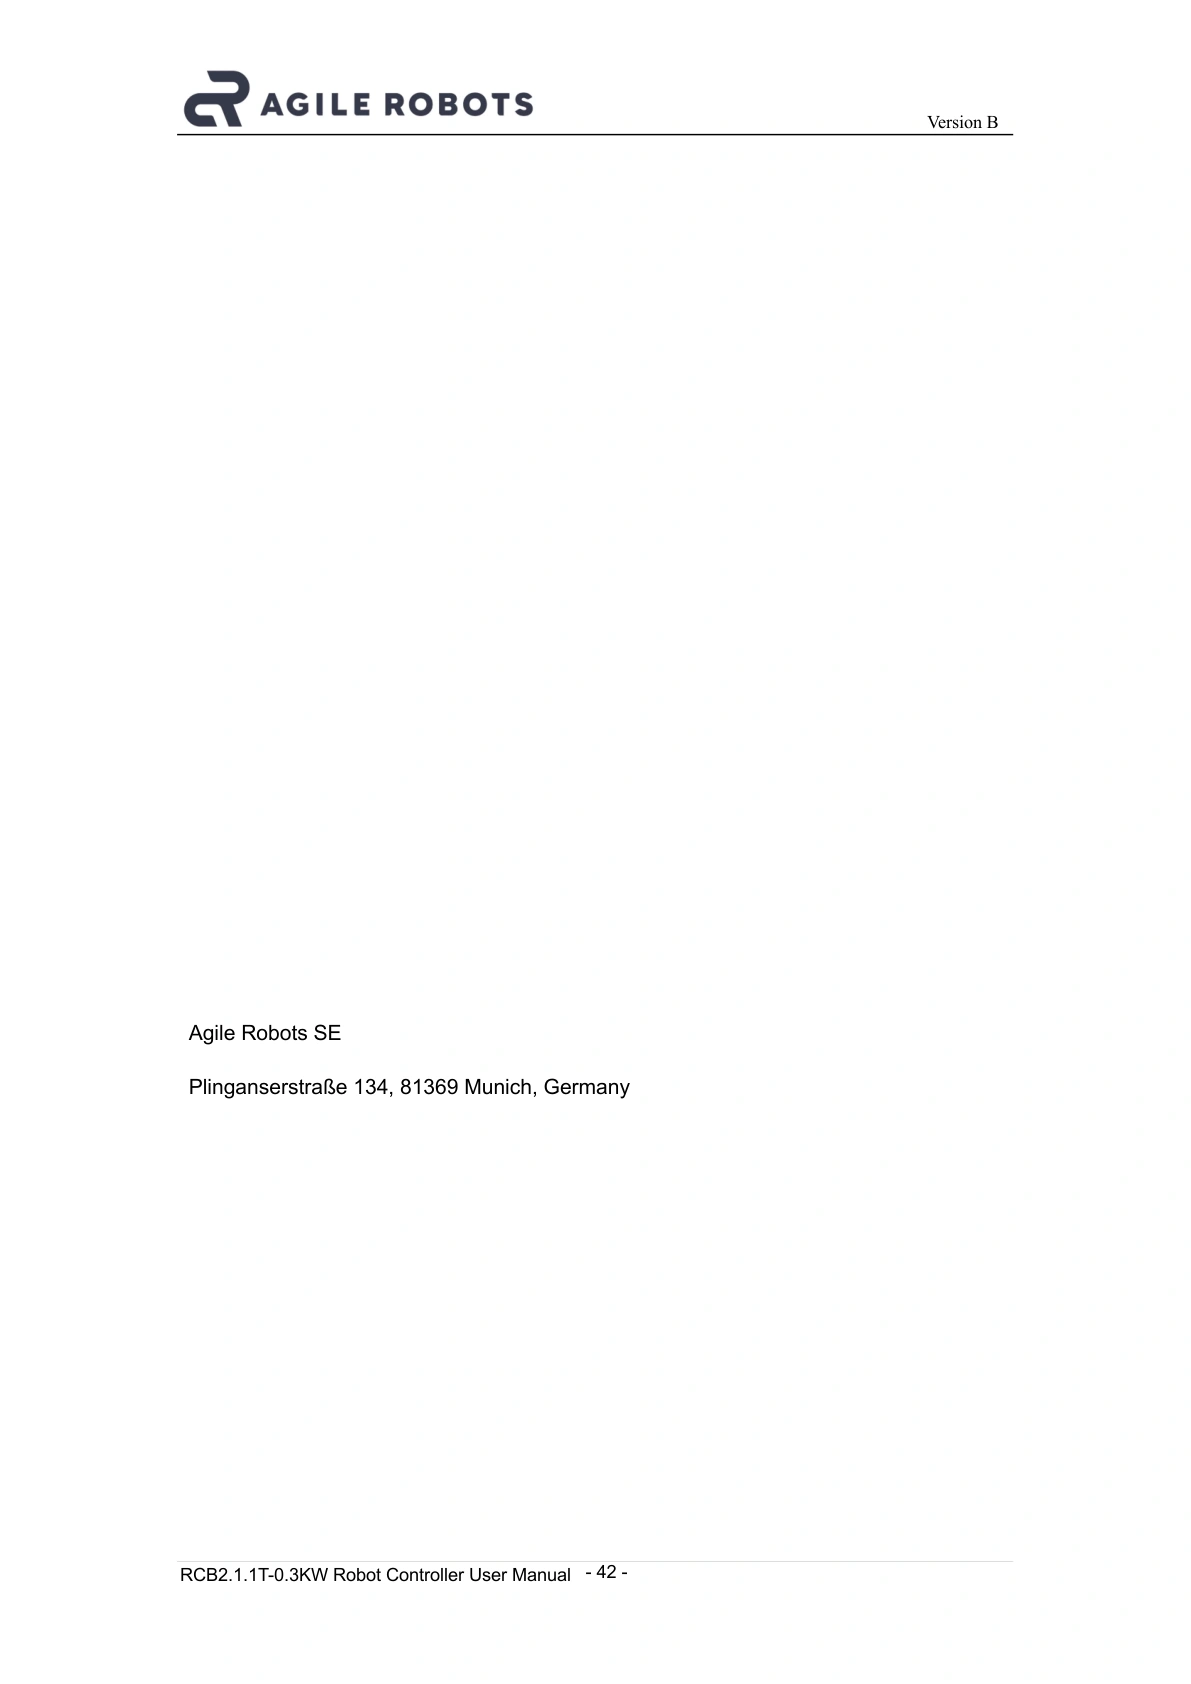 AGILE ROBOTS
Version B
Agile Robots SE
Plinganserstraße 134, 81369 Munich, Germany
RCB2.1.1T-0.3KW Robot Controller User Manual - 42 -